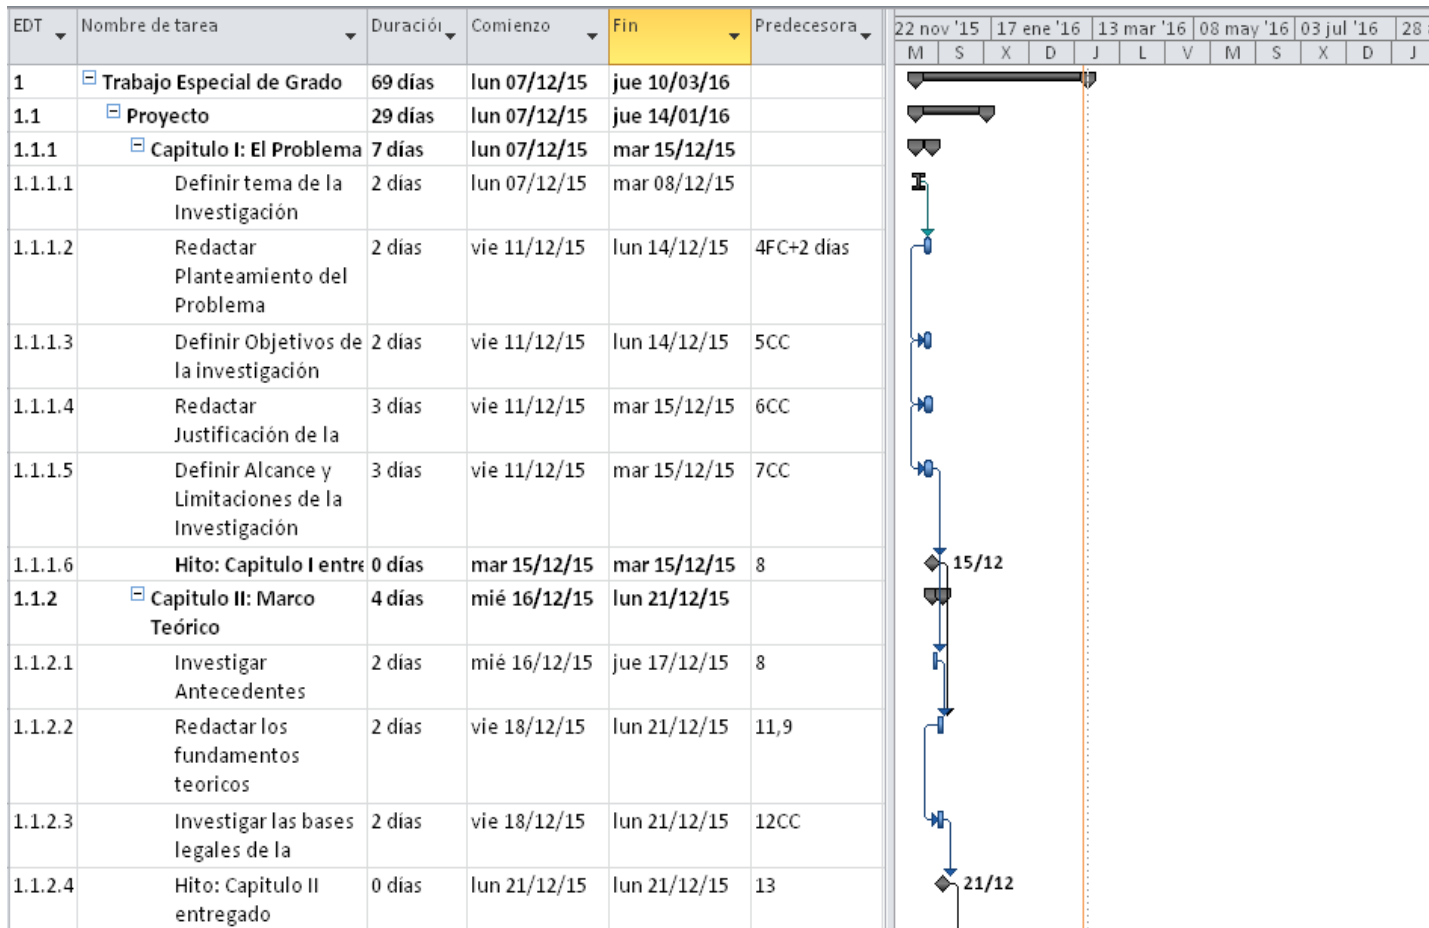 EDT Nombre de tarea Duración Comienzo Fin Predecesora
22 nov '15 17 ene '16 13 mar '16 08 may '16 03 jul '16 28
M S X D J L V M S X D J
1 Trabajo Especial de Grado 69 días lun 07/12/15 jue 10/03/16
1.1 Proyecto 29 días lun 07/12/15 jue 14/01/16
1.1.1 Capitulo I: El Problema 7 días lun 07/12/15 mar 15/12/15
1.1.1.1 Definir tema de la 2 días lun 07/12/15 mar 08/12/15
Investigación
1.1.1.2 Redactar 2 días vie 11/12/15 lun 14/12/15 4FC+2 días
Planteamiento del
Problema
1.1.1.3 Definir Objetivos de 2 días vie 11/12/15 lun 14/12/15 5CC
la investigación
1.1.1.4 Redactar 3 días vie 11/12/15 mar 15/12/15 6CC
Justificación de la
1.1.1.5 Definir Alcance y 3 días vie 11/12/15 mar 15/12/15 7CC
Limitaciones de la
Investigación
1.1.1.6 Hito: Capitulo I entre 0 días mar 15/12/15 mar 15/12/15 8 15/12
1.1.2 Capitulo II: Marco 4 días mié 16/12/15 lun 21/12/15
Teórico
1.1.2.1 Investigar 2 días mié 16/12/15 jue 17/12/15 8
Antecedentes
1.1.2.2 Redactar los 2 días vie 18/12/15 lun 21/12/15 11,9
fundamentos
teoricos
1.1.2.3 Investigar las bases 2 días vie 18/12/15 lun 21/12/15 12CC
legales de la
1.1.2.4 Hito: Capitulo II 0 días lun 21/12/15 lun 21/12/15 13 21/12
entregado